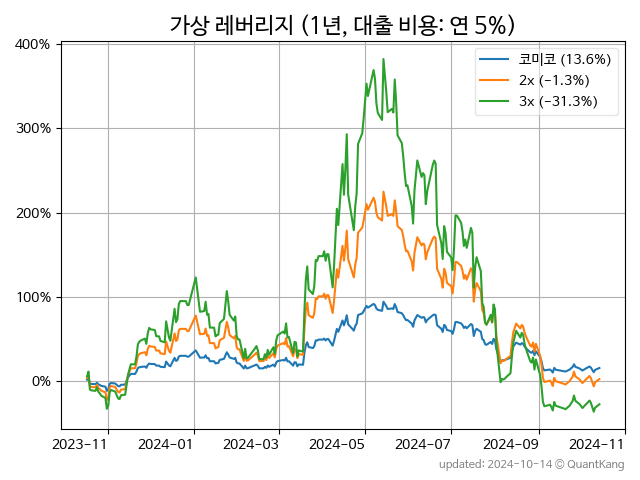 가상 레버리지 (1년, 대출 비용: 연 5%)
400%
300%
200%
100%
0%
코미코 (13.6%)
2x (−1.3%)
3x (−31.3%)
2023-11
2024-01
2024-03
2024-05
2024-07
2024-09
2024-11
updated: 2024-10-14 © QuantKang